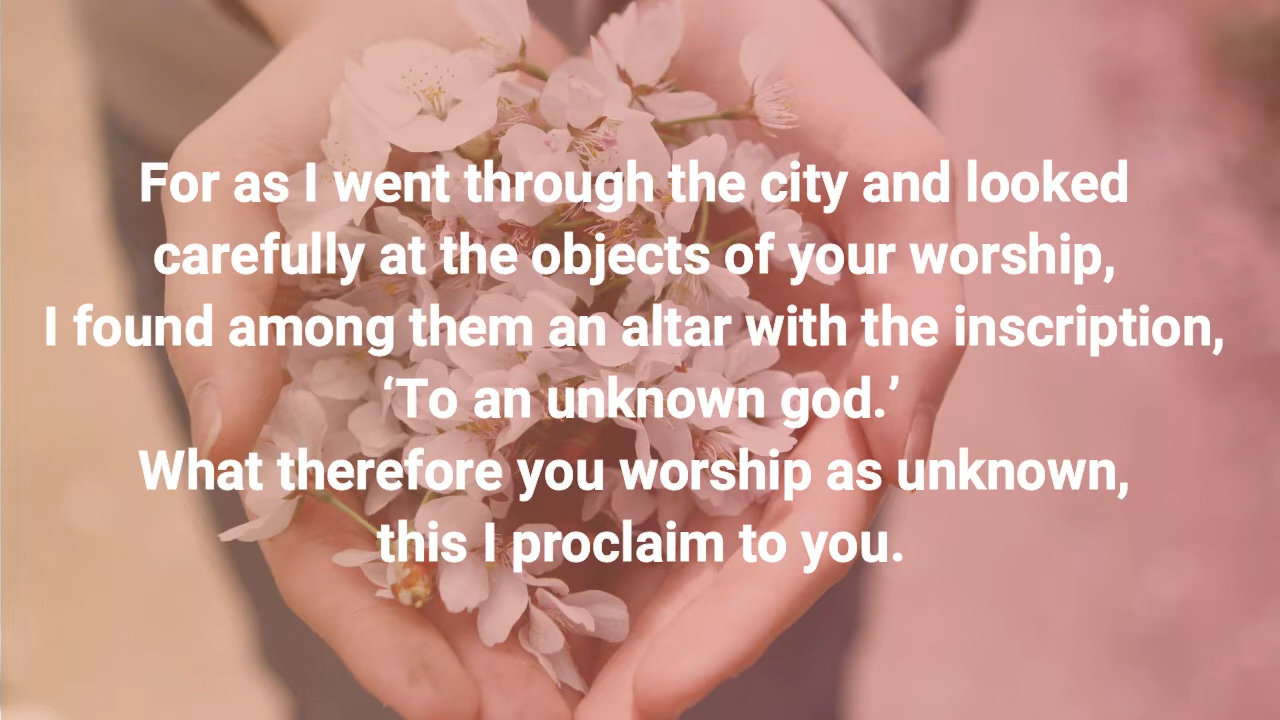 For as I went through the city and looked
carefully at the objects of your worship,
I found among them an altar with the inscription,
‘To an unknown god.’
What therefore you worship as unknown,
this I proclaim to you.